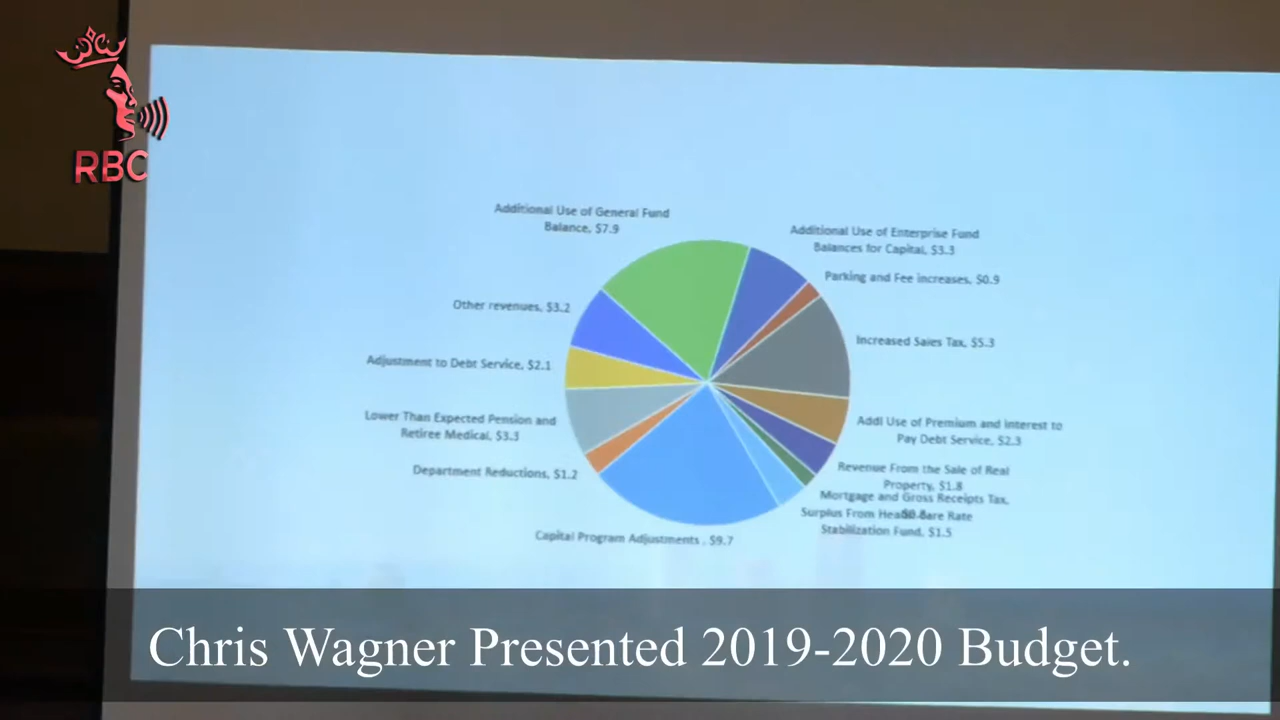 RBC
Additional Use of General Fund
Balance, $7.9
Additional Use of Enterprise Fund
Balances for Capital, $3.3
Parking and Fee increases, $0.9
Other revenues, $3.2
Increased Sales Tax, $5.3
Adjustment to Debt Service, $2.1
Lower Than Expected Pension and
Retiree Medical, $3.3
Addl Use of Premium and Interest to
Pay Debt Service, $2.3
Department Reductions, $1.2
Revenue From the Sale of Real
Property, $1.8
Mortgage and Gross Receipts Tax,
Surplus From Health Care Rate
Stabilization Fund, $1.5
Capital Program Adjustments , $9.7
Chris Wagner Presented 2019-2020 Budget.